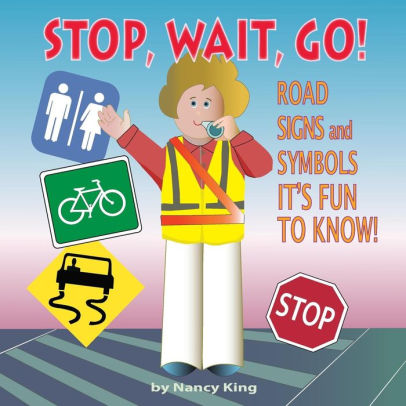 STOP, WAIT, GO!
ROAD
SIGNS and
SYMBOLS
IT'S FUN
TO KNOW!
STOP
by Nancy King